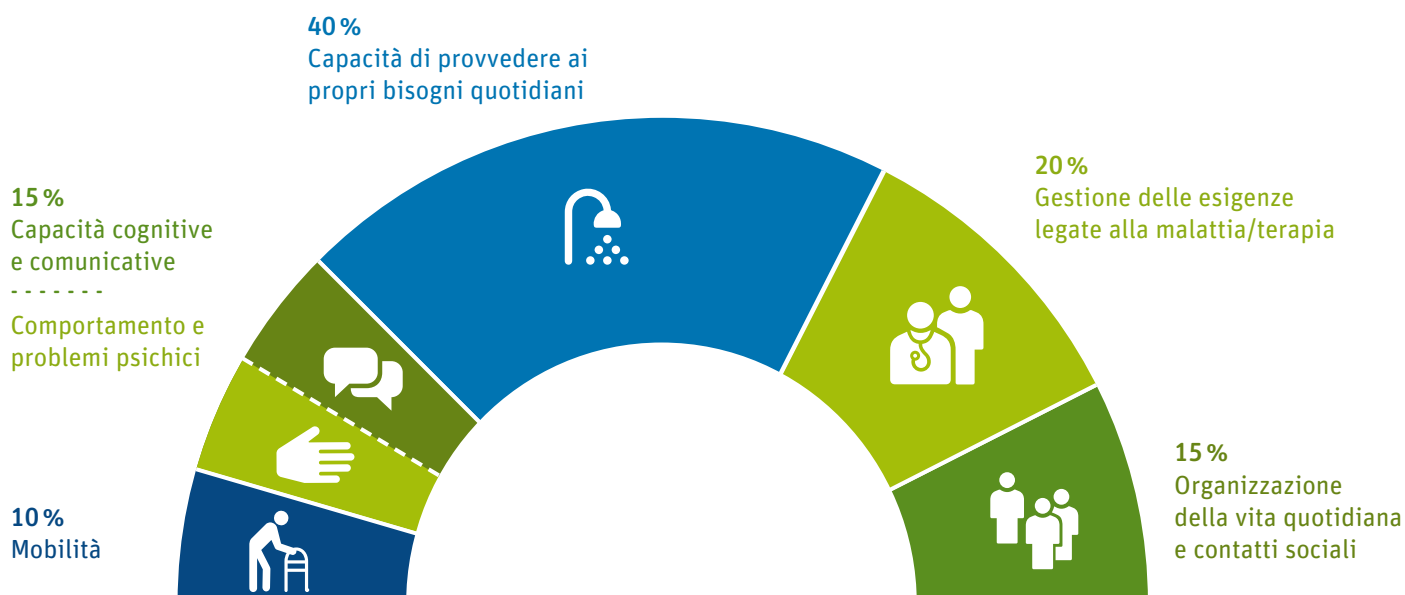 40 %
Capacità di provvedere ai
propri bisogni quotidiani
20 %
Gestione delle esigenze
legate alla malattia/terapia
15 %
Capacità cognitive
e comunicative
- - - - - - -
Comportamento e
problemi psichici
15 %
Organizzazione
della vita quotidiana
e contatti sociali
10 %
Mobilità